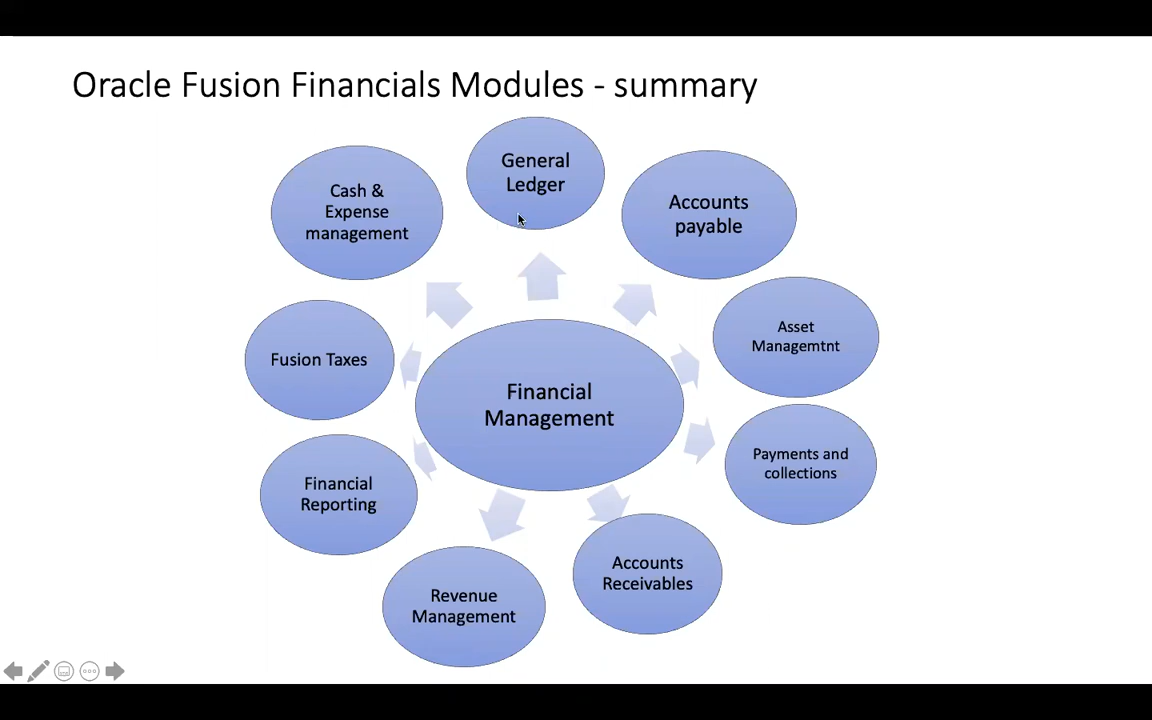 Oracle Fusion Financials Modules - summary
General
Ledger
Accounts
payable
Asset
Managemtnt
Payments and
collections
Accounts
Receivables
Revenue
Management
Financial
Reporting
Fusion Taxes
Cash &
Expense
management
Financial
Management